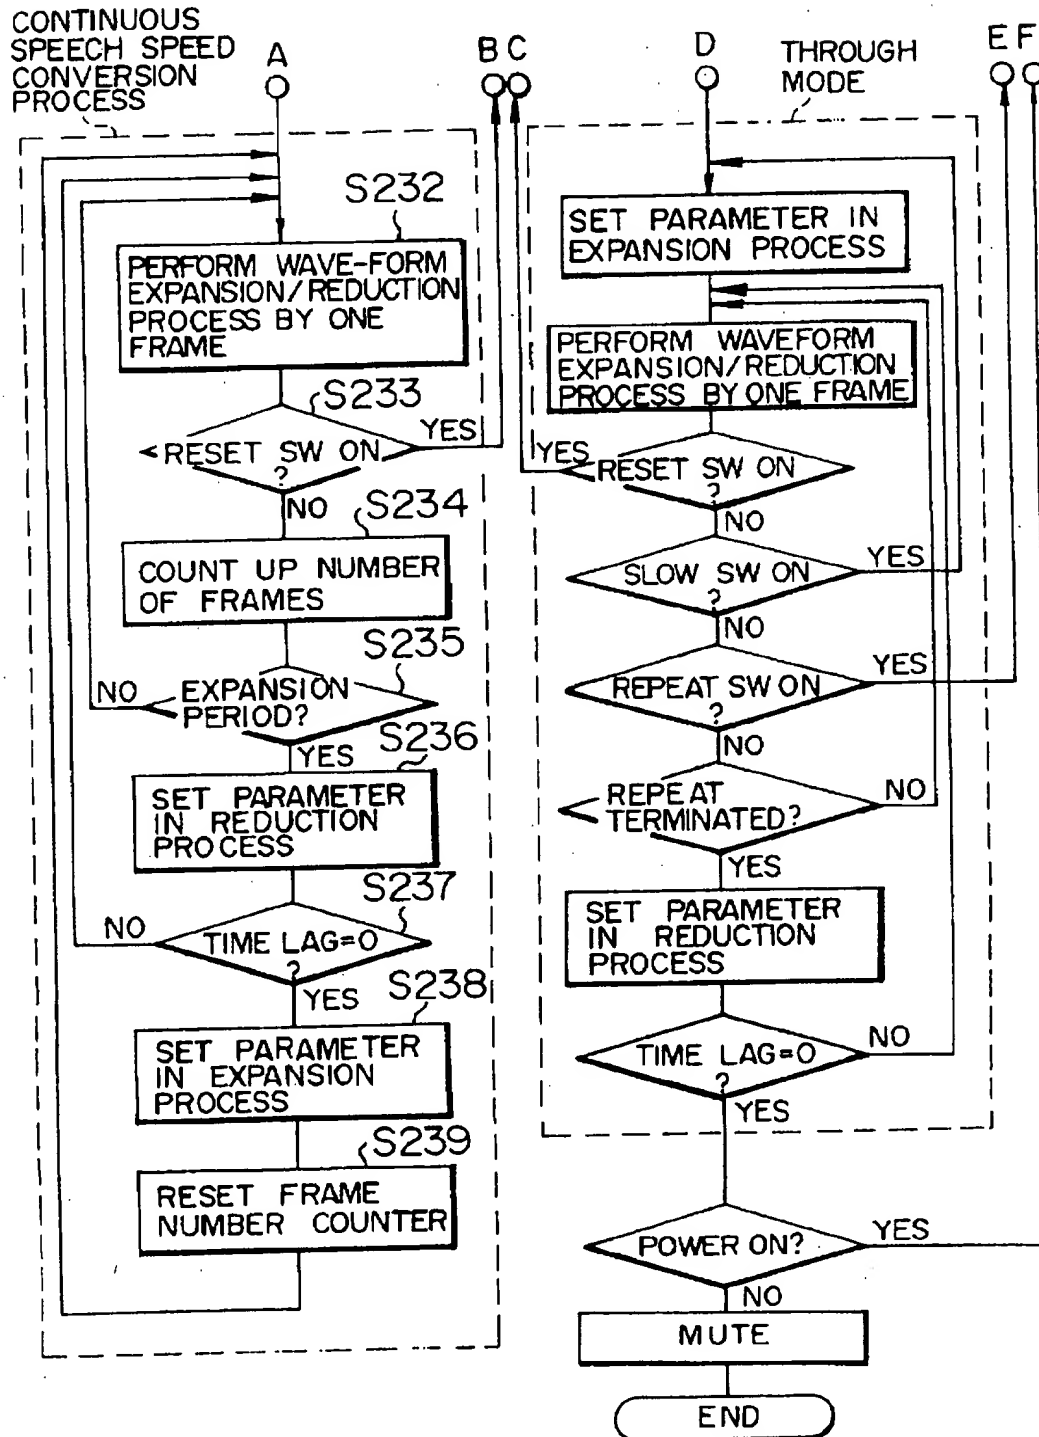 CONTINUOUS
SPEECH SPEED
CONVERSION
PROCESS
A
B C
S232
PERFORM WAVE-FORM
EXPANSION/REDUCTION
PROCESS BY ONE
FRAME
S233
RESET SW ON
?
YES
NO
S234
COUNT UP NUMBER
OF FRAMES
S235
EXPANSION
PERIOD?
NO
YES
S236
SET PARAMETER
IN REDUCTION
PROCESS
S237
TIME LAG=0
?
NO
YES
S238
SET PARAMETER
IN EXPANSION
PROCESS
S239
RESET FRAME
NUMBER COUNTER
D
THROUGH
MODE
E F
SET PARAMETER IN
EXPANSION PROCESS
PERFORM WAVEFORM
EXPANSION/REDUCTION
PROCESS BY ONE FRAME
YES
RESET SW ON
?
NO
SLOW SW ON
?
YES
NO
REPEAT SW ON
?
YES
NO
REPEAT
TERMINATED?
NO
YES
SET PARAMETER
IN REDUCTION
PROCESS
TIME LAG=0
?
NO
YES
POWER ON?
YES
NO
MUTE
END